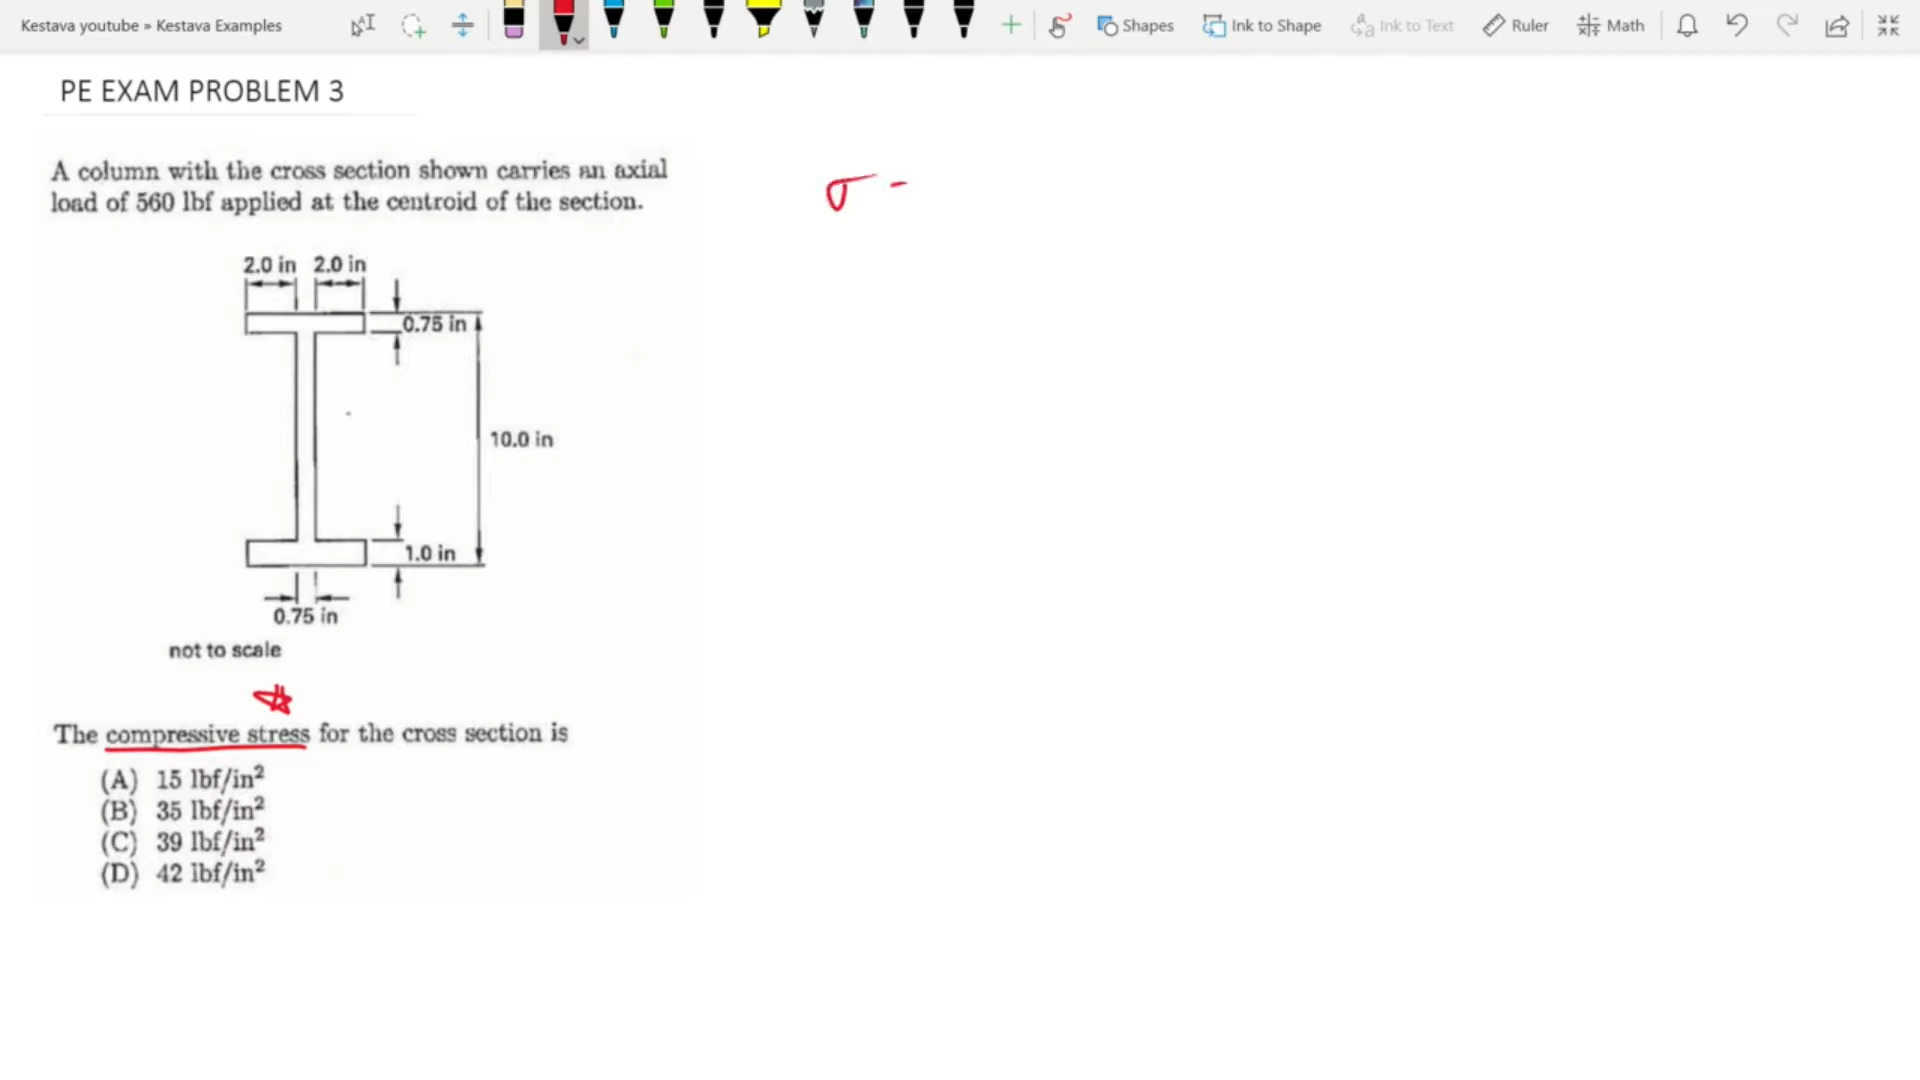 Kestava youtube » Kestava Examples
Shapes
Ink to Shape
Ink to Text
Ruler
Math
PE EXAM PROBLEM 3
A column with the cross section shown carries an axial
load of 560 lbf applied at the centroid of the section.
σ -
2.0 in 2.0 in
0.75 in
10.0 in
1.0 in
0.75 in
not to scale
The compressive stress for the cross section is
(A) 15 lbf/in²
(B) 35 lbf/in²
(C) 39 lbf/in²
(D) 42 lbf/in²